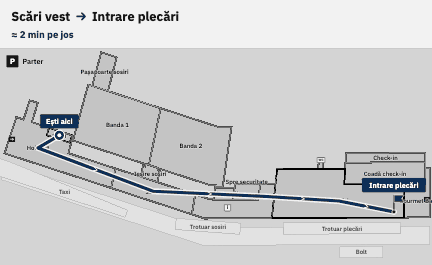 Scări vest → Intrare plecări
≈ 2 min pe jos
P Parter
Pașapoarte sosiri
Ești aici
Banda 1
Banda 2
Ieșire sosiri
Spre securitate
Check-in
Coadă check-in
Intrare plecări
Taxi
Trotuar sosiri
Trotuar plecări
Bolt